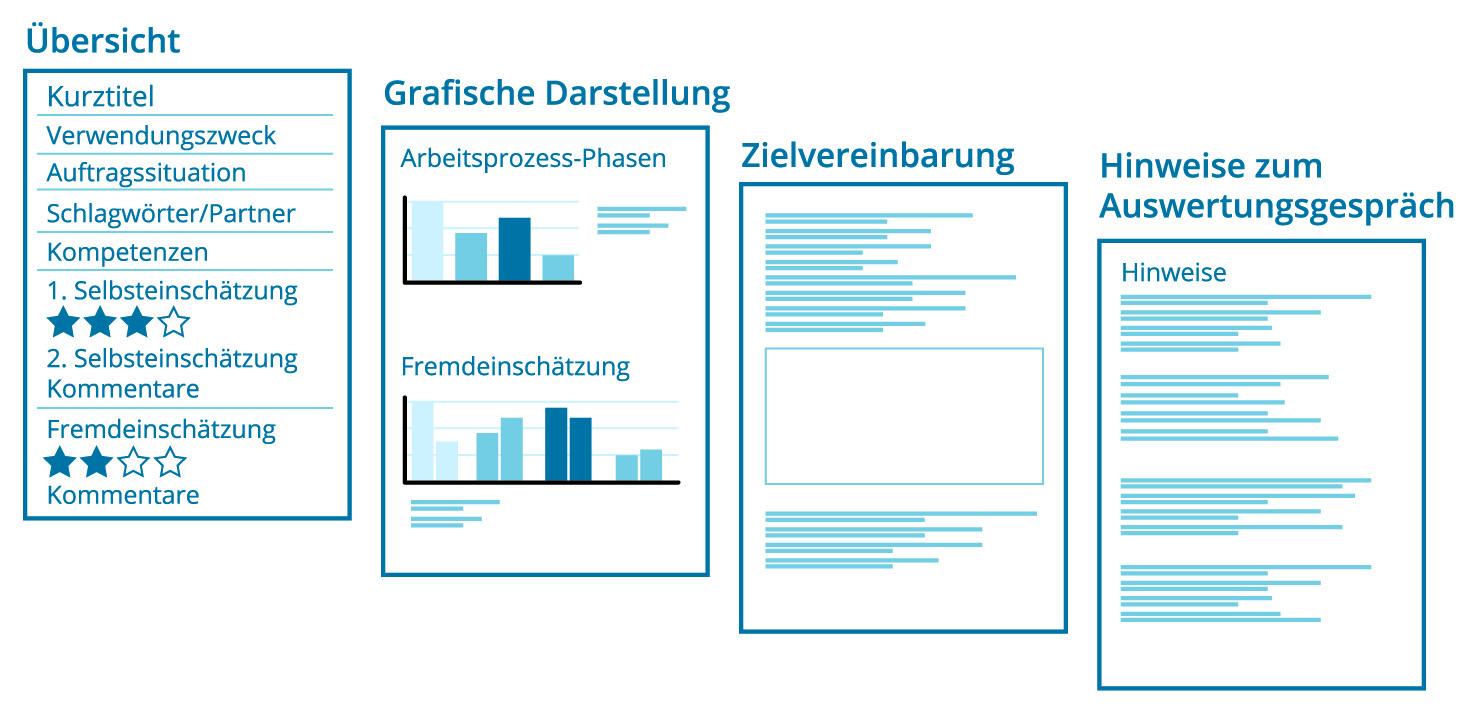 Übersicht
Kurztitel
Verwendungszweck
Auftragssituation
Schlagwörter/Partner
Kompetenzen
1. Selbsteinschätzung
2. Selbsteinschätzung
Kommentare
Fremdeinschätzung
Kommentare
Grafische Darstellung
Arbeitsprozess-Phasen
Fremdeinschätzung
Zielvereinbarung
Hinweise zum
Auswertungsgespräch
Hinweise